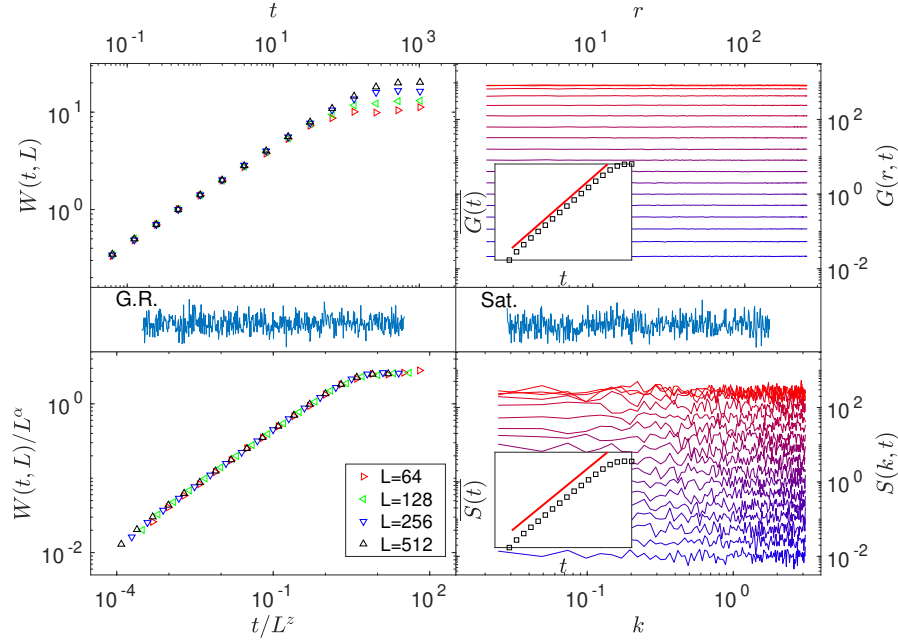 t
r
10^{-1} 10^{1} 10^{3}
10^{1} 10^{2}
W(t, L)
10^{1}
10^{0}
G(r, t)
10^{2}
10^{0}
10^{-2}
\overline{G(t)}
t
G.R.
Sat.
W(t, L)/L^{α}
10^{0}
10^{-2}
L=64
L=128
L=256
L=512
S(k, t)
10^{2}
10^{0}
10^{-2}
\overline{S(t)}
t
10^{-4} 10^{-1} 10^{2}
10^{-1} 10^{0}
t/L^{z}
k